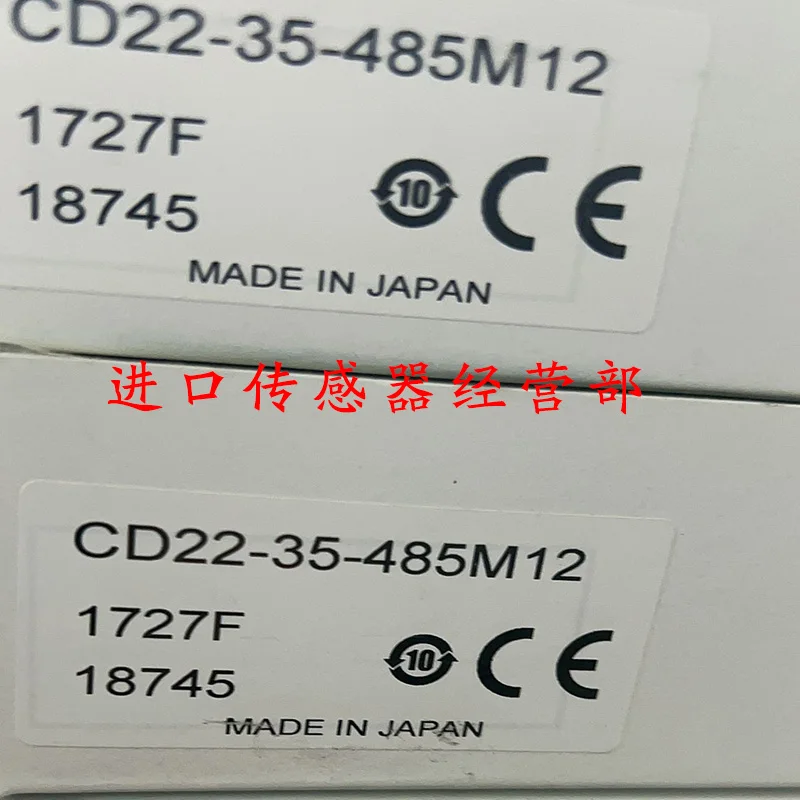 CD22-35-485M12
1727F
18745
10
CE
MADE IN JAPAN
进口传感器经营部
CD22-35-485M12
1727F
18745
10
CE
MADE IN JAPAN